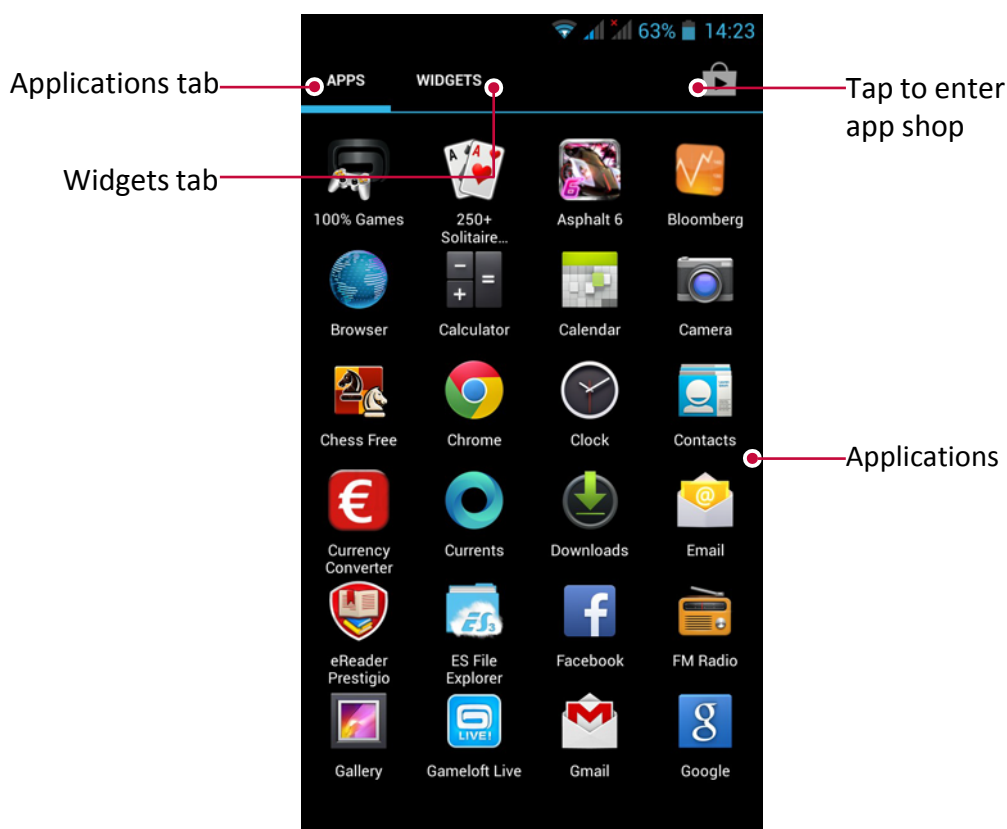 63% 14:23
Applications tab
APPS WIDGETS
Tap to enter
app shop
Widgets tab
100% Games
250+
Solitaire...
Asphalt 6
Bloomberg
Browser
Calculator
Calendar
Camera
Chess Free
Chrome
Clock
Contacts
Applications
Currency
Converter
Currents
Downloads
Email
eReader
Prestigio
ES File
Explorer
Facebook
FM Radio
LIVE!
Gallery
Gameloft Live
Gmail
Google